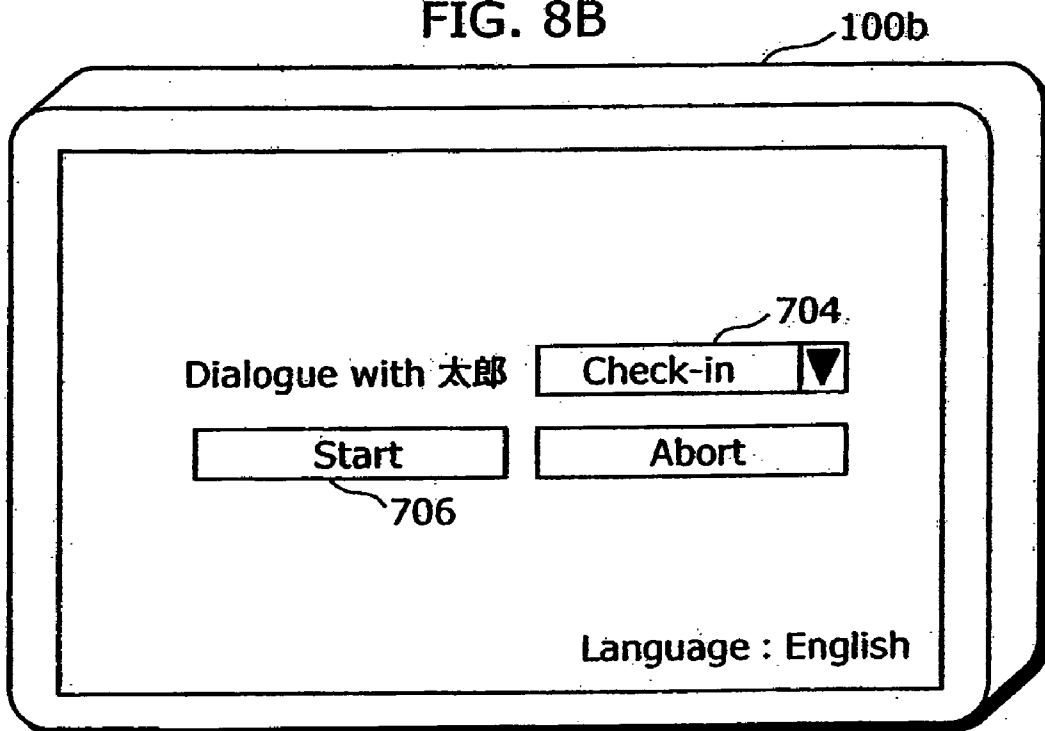 FIG. 8B
100b
704
Dialogue with 太郎 Check-in ▼
Start Abort
706
Language : English